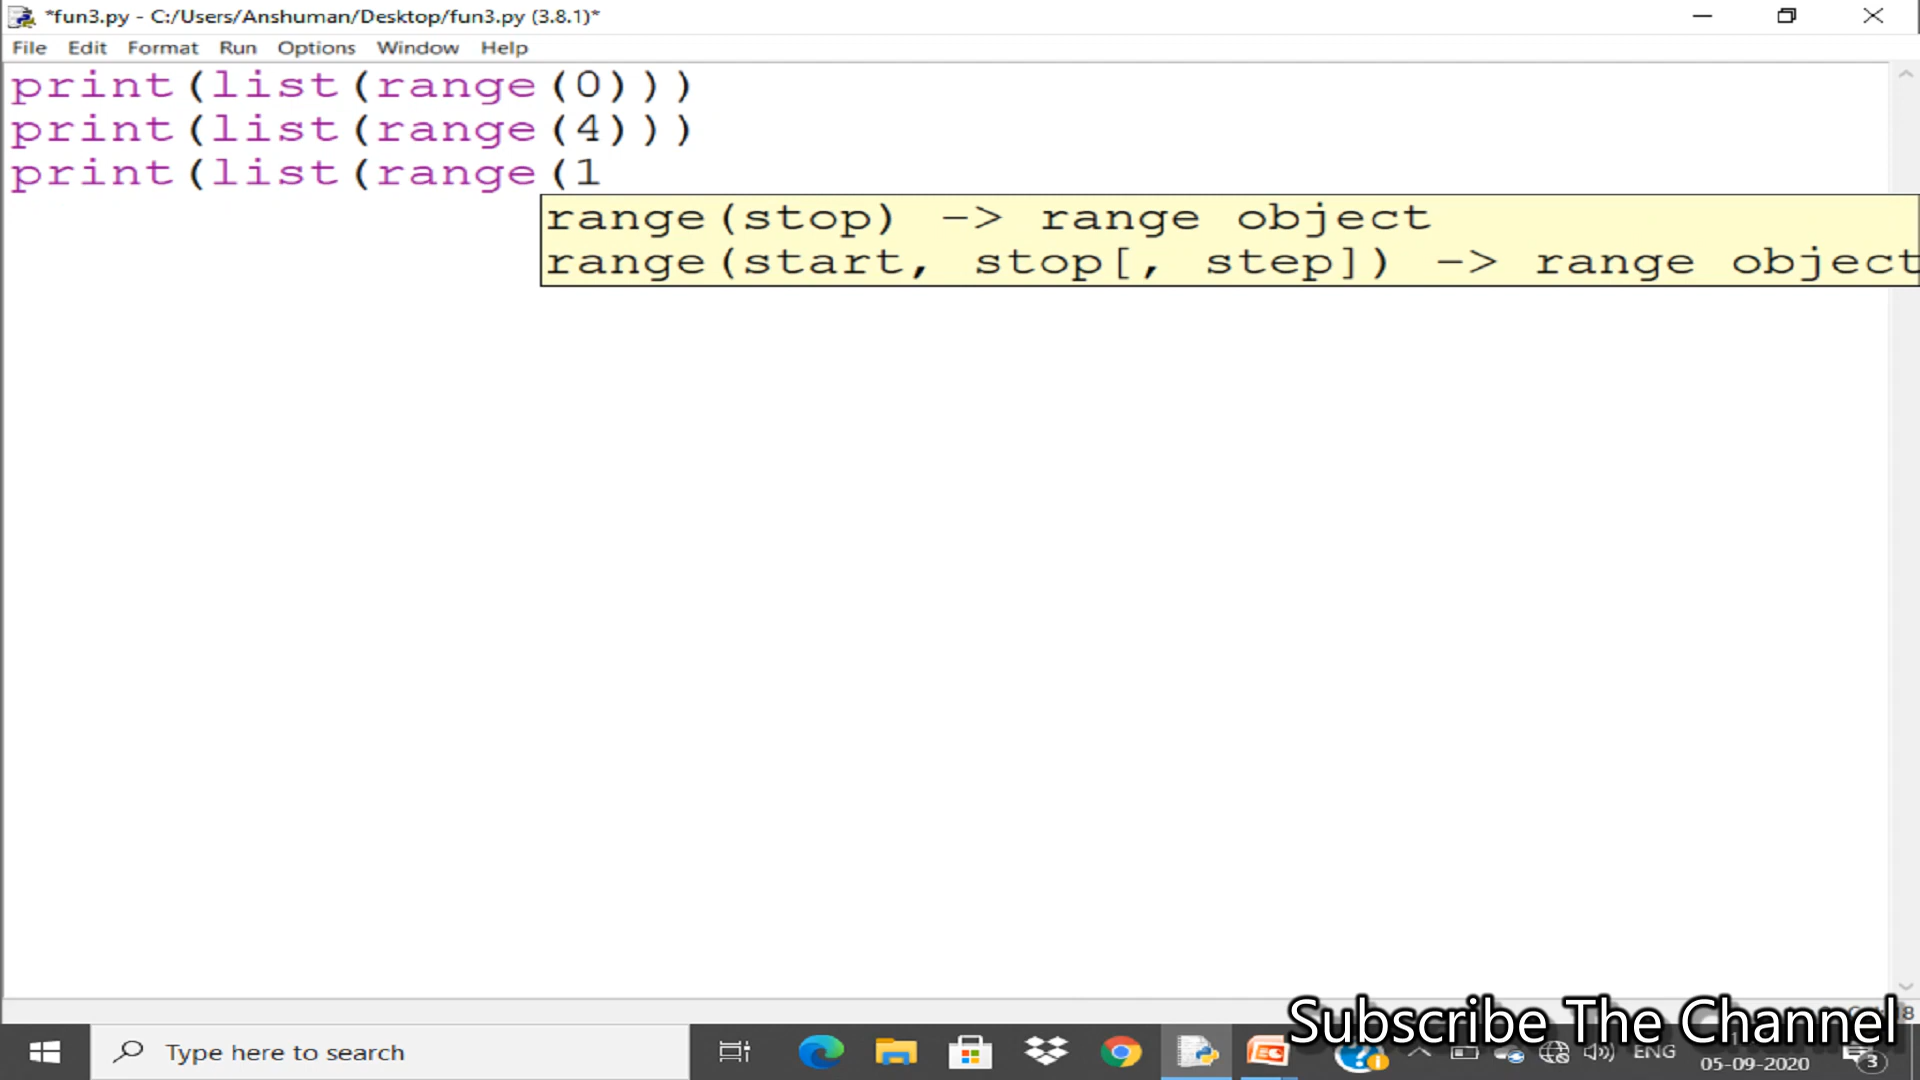 *fun3.py - C:/Users/Anshuman/Desktop/fun3.py (3.8.1)*
File Edit Format Run Options Window Help
print(list(range(0)))
print(list(range(4)))
print(list(range(1
range(stop) -> range object
range(start, stop[, step]) -> range object
Subscribe The Channel
Type here to search
ENG
05-09-2020
3